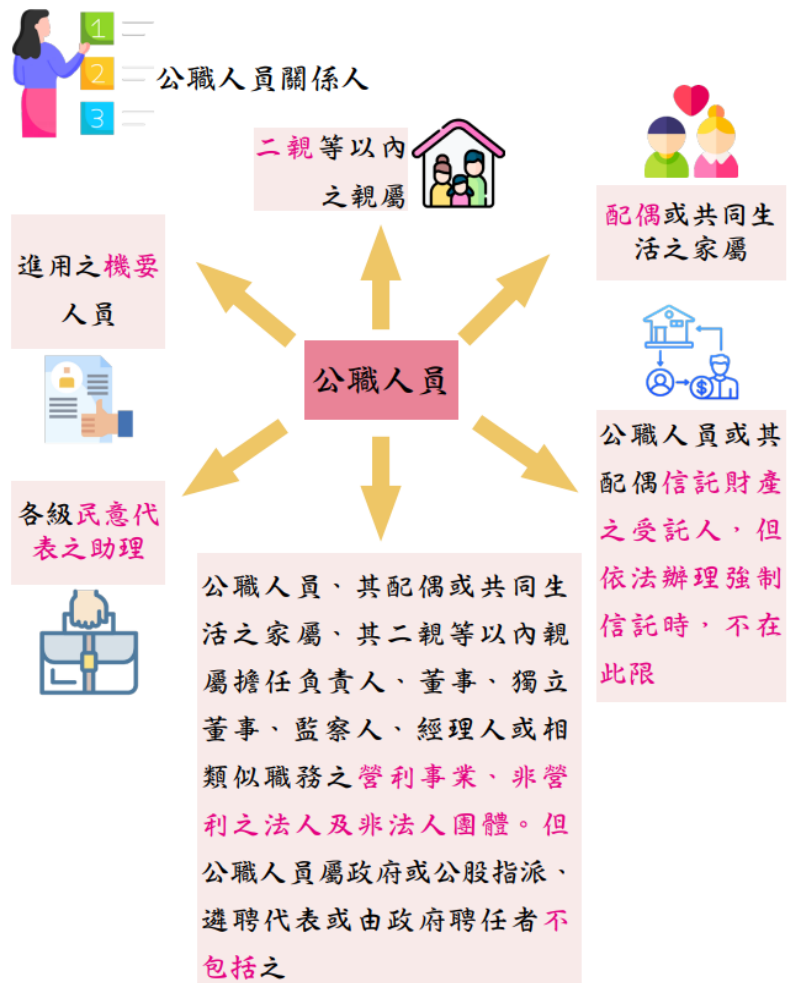 1
2
3
公職人員關係人
二親等以內
之親屬
配偶或共同生
活之家屬
進用之機要
人員
公職人員
公職人員或其
配偶信託財產
之受託人，但
依法辦理強制
信託時，不在
此限
各級民意代
表之助理
公職人員、其配偶或共同生
活之家屬、其二親等以內親
屬擔任負責人、董事、獨立
董事、監察人、經理人或相
類似職務之營利事業、非營
利之法人及非法人團體。但
公職人員屬政府或公股指派、
遴聘代表或由政府聘任者不
包括之
$